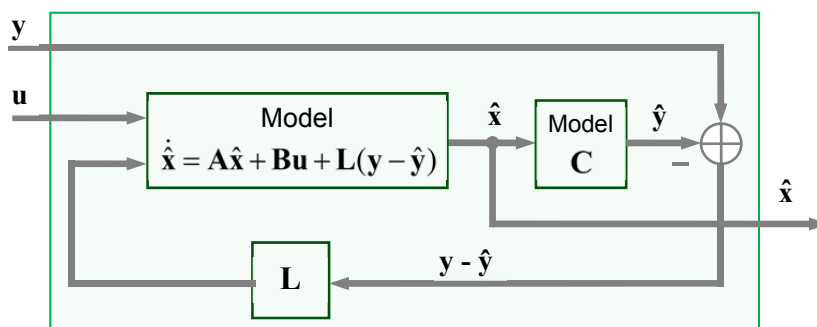 y
u
Model
x̂̇ = Ax̂ + Bu + L(y − ŷ)
x̂
Model
C
ŷ
−
x̂
L
y - ŷ